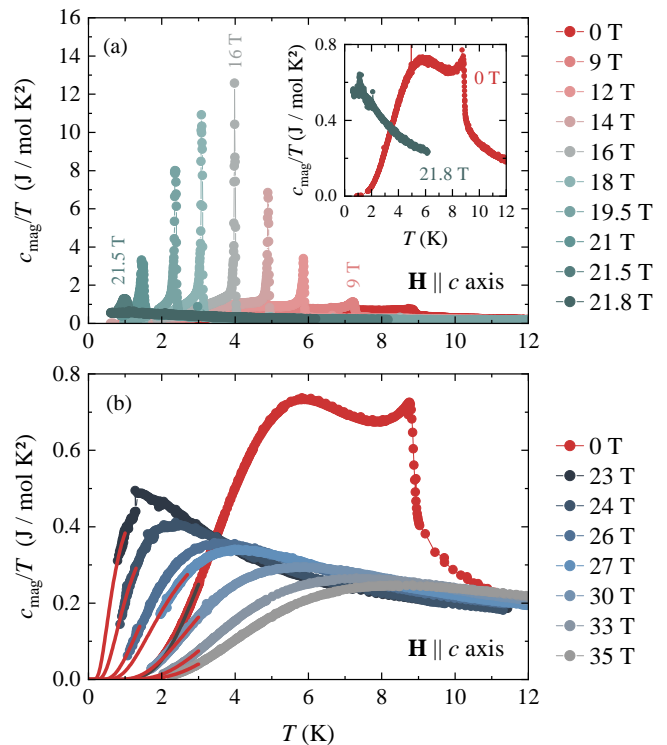 (a)
c_mag/T (J / mol K²)
16
14
12
10
8
6
4
2
0
21.5 T
16 T
9 T
H || c axis
0 2 4 6 8 10 12
c_mag/T (J / mol K²)
0.8
0.4
0.0
0 T
21.8 T
0 2 4 6 8 10 12
T (K)
0 T
9 T
12 T
14 T
16 T
18 T
19.5 T
21 T
21.5 T
21.8 T
(b)
c_mag/T (J / mol K²)
0.8
0.6
0.4
0.2
0.0
H || c axis
0 2 4 6 8 10 12
T (K)
0 T
23 T
24 T
26 T
27 T
30 T
33 T
35 T